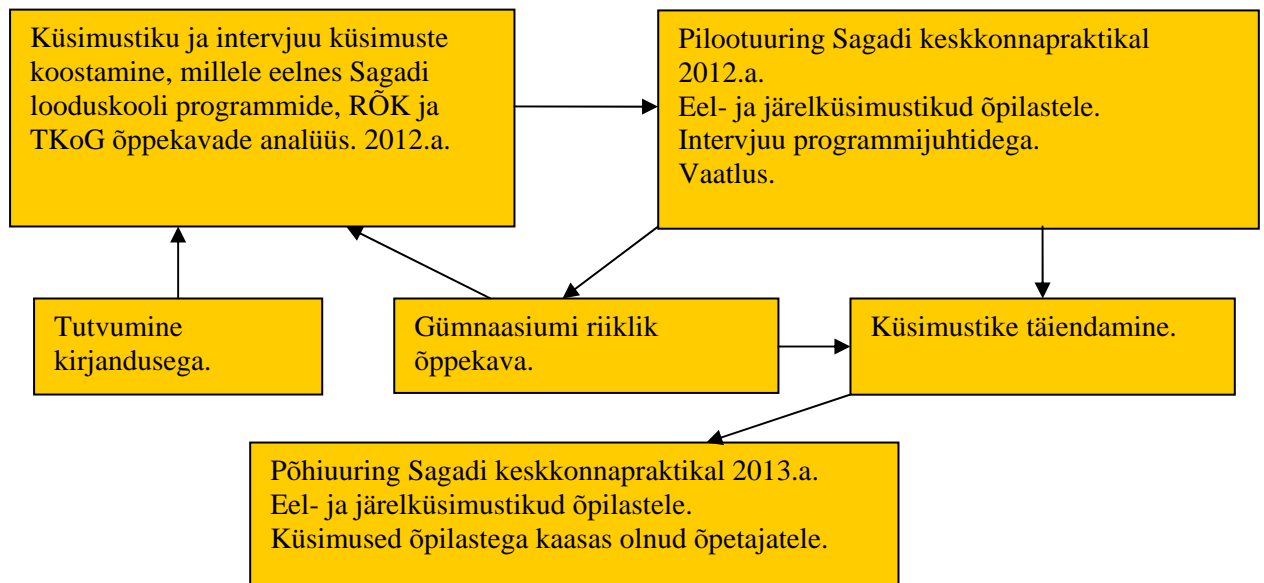 Küsimustiku ja intervjuu küsimuste
koostamine, millele eelnes Sagadi
looduskooli programmide, RÕK ja
TKoG õppekavade analüüs. 2012.a.
Pilootuuring Sagadi keskkonnapraktikal
2012.a.
Eel- ja järelküsimustikud õpilastele.
Intervjuu programmijuhtidega.
Vaatlus.
Tutvumine
kirjandusega.
Gümnaasiumi riiklik
õppekava.
Küsimustike täiendamine.
Põhiuuring Sagadi keskkonnapraktikal 2013.a.
Eel- ja järelküsimustikud õpilastele.
Küsimused õpilastega kaasas olnud õpetajatele.